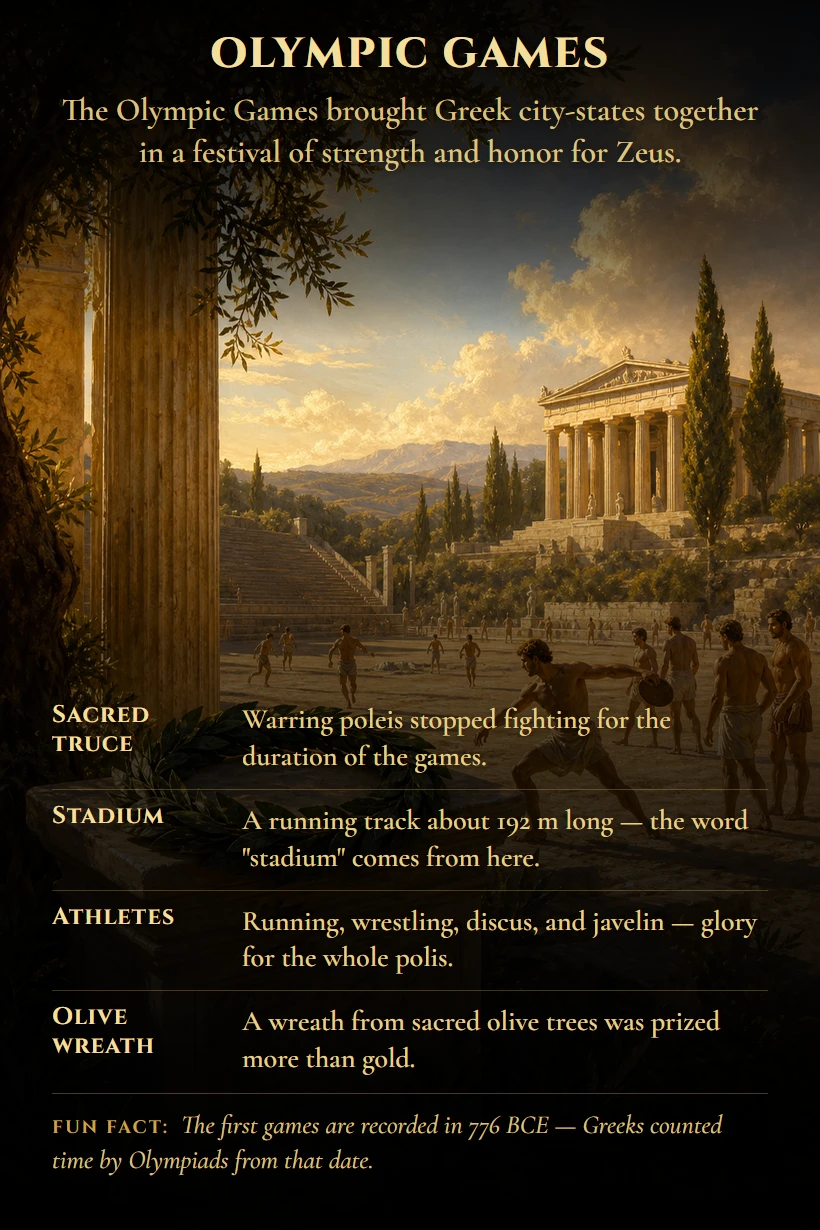 OLYMPIC GAMES
The Olympic Games brought Greek city-states together
in a festival of strength and honor for Zeus.
SACRED
TRUCE
Warring poleis stopped fighting for the
duration of the games.
STADIUM
A running track about 192 m long — the word
"stadium" comes from here.
ATHLETES
Running, wrestling, discus, and javelin — glory
for the whole polis.
OLIVE
WREATH
A wreath from sacred olive trees was prized
more than gold.
FUN FACT: The first games are recorded in 776 BCE — Greeks counted
time by Olympiads from that date.